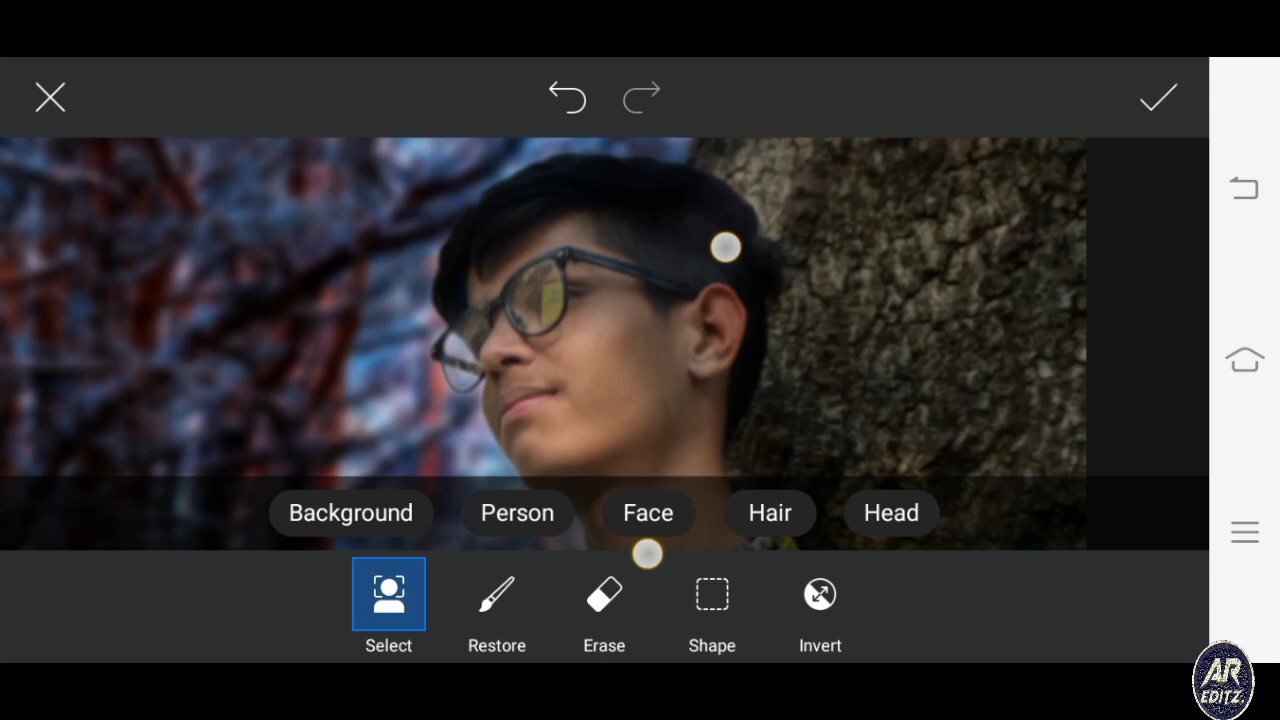 Background Person Face Hair Head
Select Restore Erase Shape Invert
AR
EDITZ.